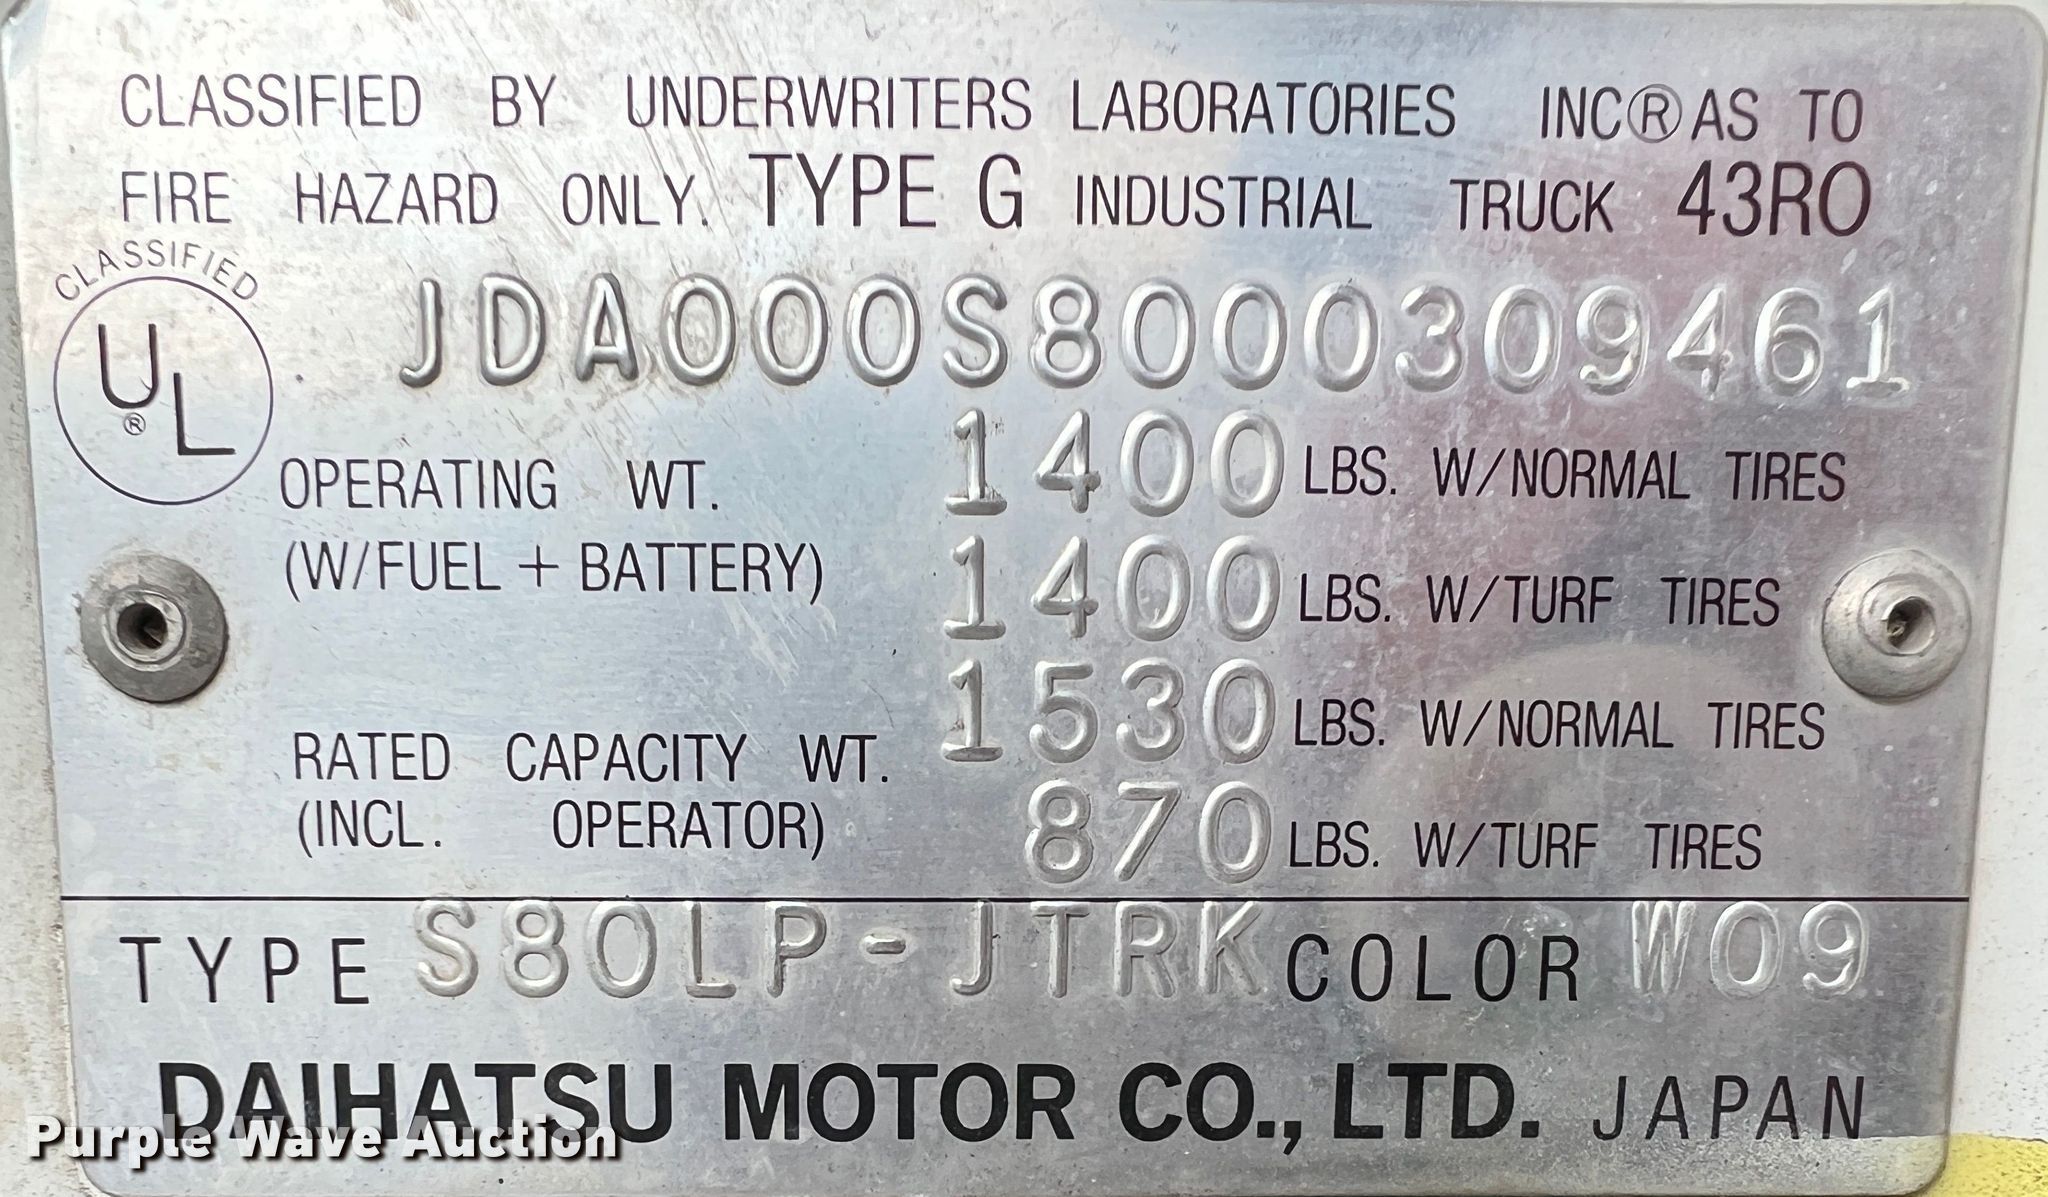 CLASSIFIED BY UNDERWRITERS LABORATORIES INC® AS TO
FIRE HAZARD ONLY. TYPE G INDUSTRIAL TRUCK 43RO
CLASSIFIED
UL®
JDA000S8000309461
OPERATING WT. 1400 LBS. W/NORMAL TIRES
(W/FUEL + BATTERY) 1400 LBS. W/TURF TIRES
RATED CAPACITY WT. 1530 LBS. W/NORMAL TIRES
(INCL. OPERATOR) 870 LBS. W/TURF TIRES
TYPE S80LP-JTRK COLOR W09
DAIHATSU MOTOR CO., LTD. JAPAN
Purple Wave Auction